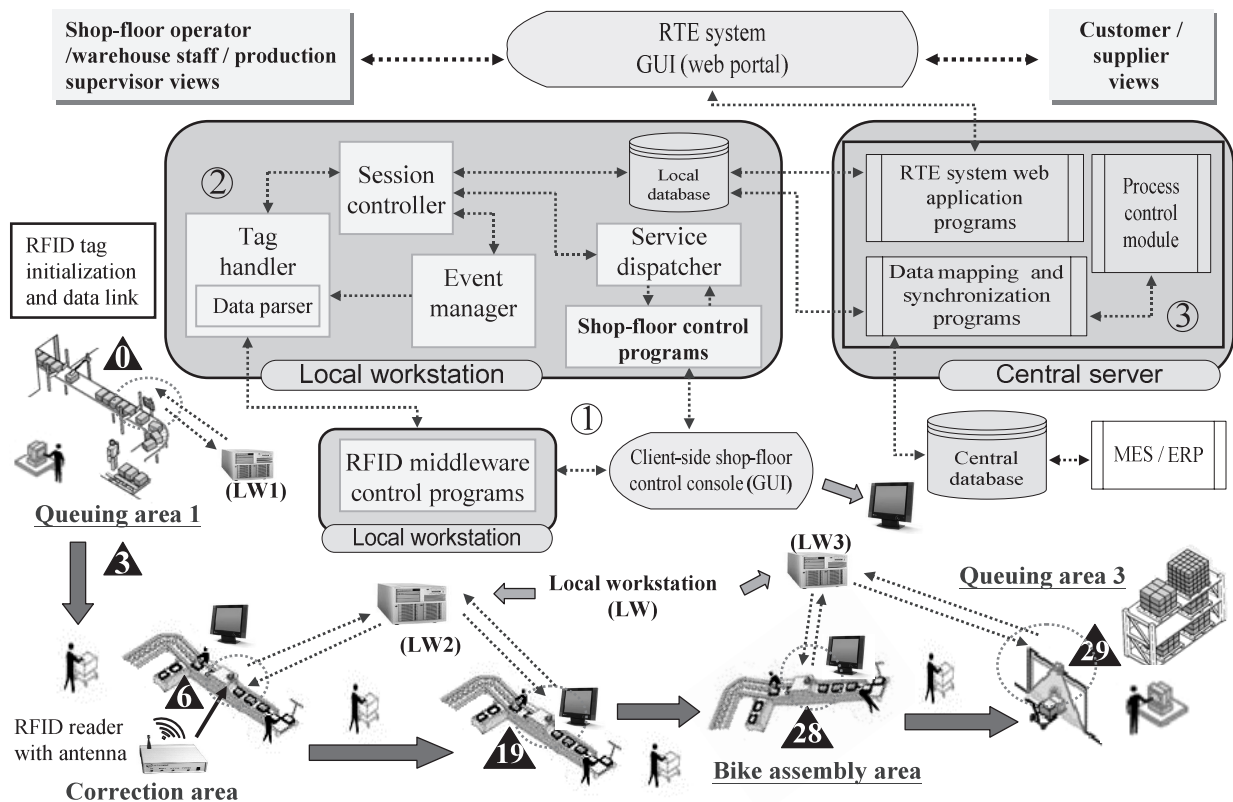 Shop-floor operator
/warehouse staff / production
supervisor views
RTE system
GUI (web portal)
Customer /
supplier
views
②
Session
controller
Local
database
Tag
handler
Data parser
Event
manager
Service
dispatcher
Shop-floor control
programs
Local workstation
RTE system web
application
programs
Process
control
module
Data mapping and
synchronization
programs
③
Central server
RFID tag
initialization
and data link
0
(LW1)
Queuing area 1
3
①
RFID middleware
control programs
Local workstation
Client-side shop-floor
control console (GUI)
Central
database
MES / ERP
(LW2)
Local workstation
(LW)
(LW3)
Queuing area 3
6
19
28
29
RFID reader
with antenna
Correction area
Bike assembly area